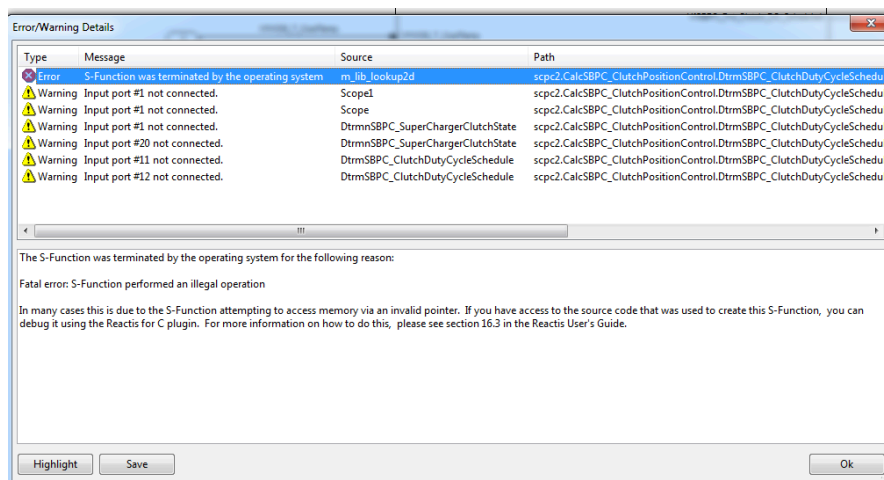 Error/Warning Details
Type Message Source Path
Error S-Function was terminated by the operating system m_lib_lookup2d scpc2.CalcSBPC_ClutchPositionControl.DtrmSBPC_ClutchDutyCycleSchedu
Warning Input port #1 not connected. Scope1 scpc2.CalcSBPC_ClutchPositionControl.DtrmSBPC_ClutchDutyCycleSchedu
Warning Input port #1 not connected. Scope scpc2.CalcSBPC_ClutchPositionControl.DtrmSBPC_ClutchDutyCycleSchedu
Warning Input port #1 not connected. DtrmnSBPC_SuperChargerClutchState scpc2.CalcSBPC_ClutchPositionControl.DtrmSBPC_ClutchDutyCycleSchedu
Warning Input port #20 not connected. DtrmnSBPC_SuperChargerClutchState scpc2.CalcSBPC_ClutchPositionControl.DtrmSBPC_ClutchDutyCycleSchedu
Warning Input port #11 not connected. DtrmSBPC_ClutchDutyCycleSchedule scpc2.CalcSBPC_ClutchPositionControl.DtrmSBPC_ClutchDutyCycleSchedu
Warning Input port #12 not connected. DtrmSBPC_ClutchDutyCycleSchedule scpc2.CalcSBPC_ClutchPositionControl.DtrmSBPC_ClutchDutyCycleSchedu
The S-Function was terminated by the operating system for the following reason:
Fatal error: S-Function performed an illegal operation
In many cases this is due to the S-Function attempting to access memory via an invalid pointer. If you have access to the source code that was used to create this S-Function, you can
debug it using the Reactis for C plugin. For more information on how to do this, please see section 16.3 in the Reactis User's Guide.
Highlight Save Ok